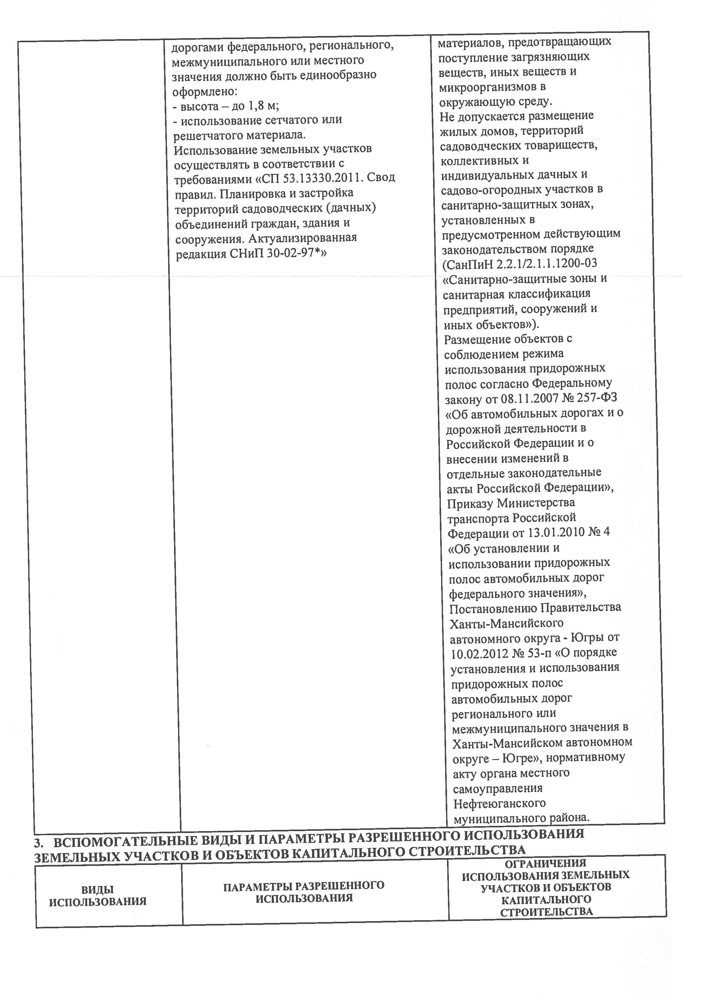 дорогами федерального, регионального,
межмуниципального или местного
значения должно быть единообразно
оформлено:
- высота – до 1,8 м;
- использование сетчатого или
решетчатого материала.
Использование земельных участков
осуществлять в соответствии с
требованиями «СП 53.13330.2011. Свод
правил. Планировка и застройка
территорий садоводческих (дачных)
объединений граждан, здания и
сооружения. Актуализированная
редакция СНиП 30-02-97*»
материалов, предотвращающих
поступление загрязняющих
веществ, иных веществ и
микроорганизмов в
окружающую среду.
Не допускается размещение
жилых домов, территорий
садоводческих товариществ,
коллективных и
индивидуальных дачных и
садово-огородных участков в
санитарно-защитных зонах,
установленных в
предусмотренном действующим
законодательством порядке
(СанПиН 2.2.1/2.1.1.1200-03
«Санитарно-защитные зоны и
санитарная классификация
предприятий, сооружений и
иных объектов»).
Размещение объектов с
соблюдением режима
использования придорожных
полос согласно Федеральному
закону от 08.11.2007 № 257-ФЗ
«Об автомобильных дорогах и о
дорожной деятельности в
Российской Федерации и о
внесении изменений в
отдельные законодательные
акты Российской Федерации»,
Приказу Министерства
транспорта Российской
Федерации от 13.01.2010 № 4
«Об установлении и
использовании придорожных
полос автомобильных дорог
федерального значения»,
Постановлению Правительства
Ханты-Мансийского
автономного округа - Югры от
10.02.2012 № 53-п «О порядке
установления и использования
придорожных полос
автомобильных дорог
регионального или
межмуниципального значения в
Ханты-Мансийском автономном
округе – Югре», нормативному
акту органа местного
самоуправления
Нефтеюганского
муниципального района.
3. ВСПОМОГАТЕЛЬНЫЕ ВИДЫ И ПАРАМЕТРЫ РАЗРЕШЕННОГО ИСПОЛЬЗОВАНИЯ
ЗЕМЕЛЬНЫХ УЧАСТКОВ И ОБЪЕКТОВ КАПИТАЛЬНОГО СТРОИТЕЛЬСТВА
ВИДЫ
ИСПОЛЬЗОВАНИЯ
ПАРАМЕТРЫ РАЗРЕШЕННОГО
ИСПОЛЬЗОВАНИЯ
ОГРАНИЧЕНИЯ
ИСПОЛЬЗОВАНИЯ ЗЕМЕЛЬНЫХ
УЧАСТКОВ И ОБЪЕКТОВ
КАПИТАЛЬНОГО
СТРОИТЕЛЬСТВА